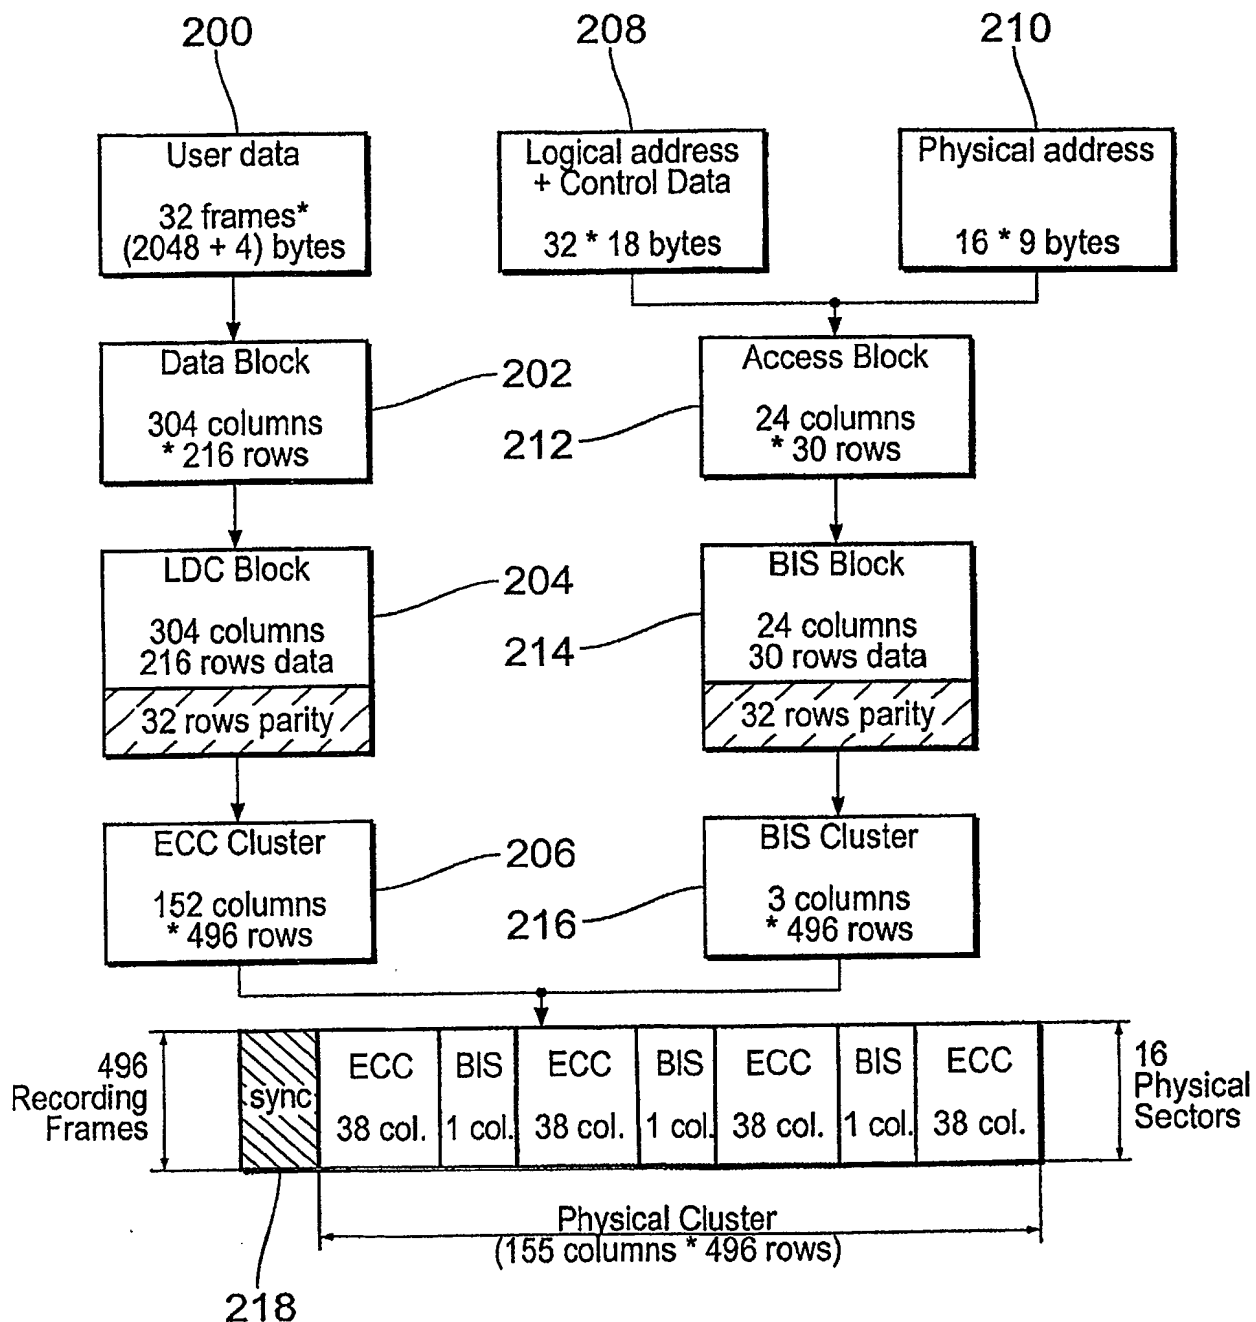 200
208
210
User data
32 frames*
(2048 + 4) bytes
Logical address
+ Control Data
32 * 18 bytes
Physical address
16 * 9 bytes
Data Block
304 columns
* 216 rows
202
212
Access Block
24 columns
* 30 rows
LDC Block
304 columns
216 rows data
32 rows parity
204
214
BIS Block
24 columns
30 rows data
32 rows parity
ECC Cluster
152 columns
* 496 rows
206
216
BIS Cluster
3 columns
* 496 rows
496
Recording
Frames
sync
ECC
38 col.
BIS
1 col.
ECC
38 col.
BIS
1 col.
ECC
38 col.
BIS
1 col.
ECC
38 col.
16
Physical
Sectors
Physical Cluster
(155 columns * 496 rows)
218